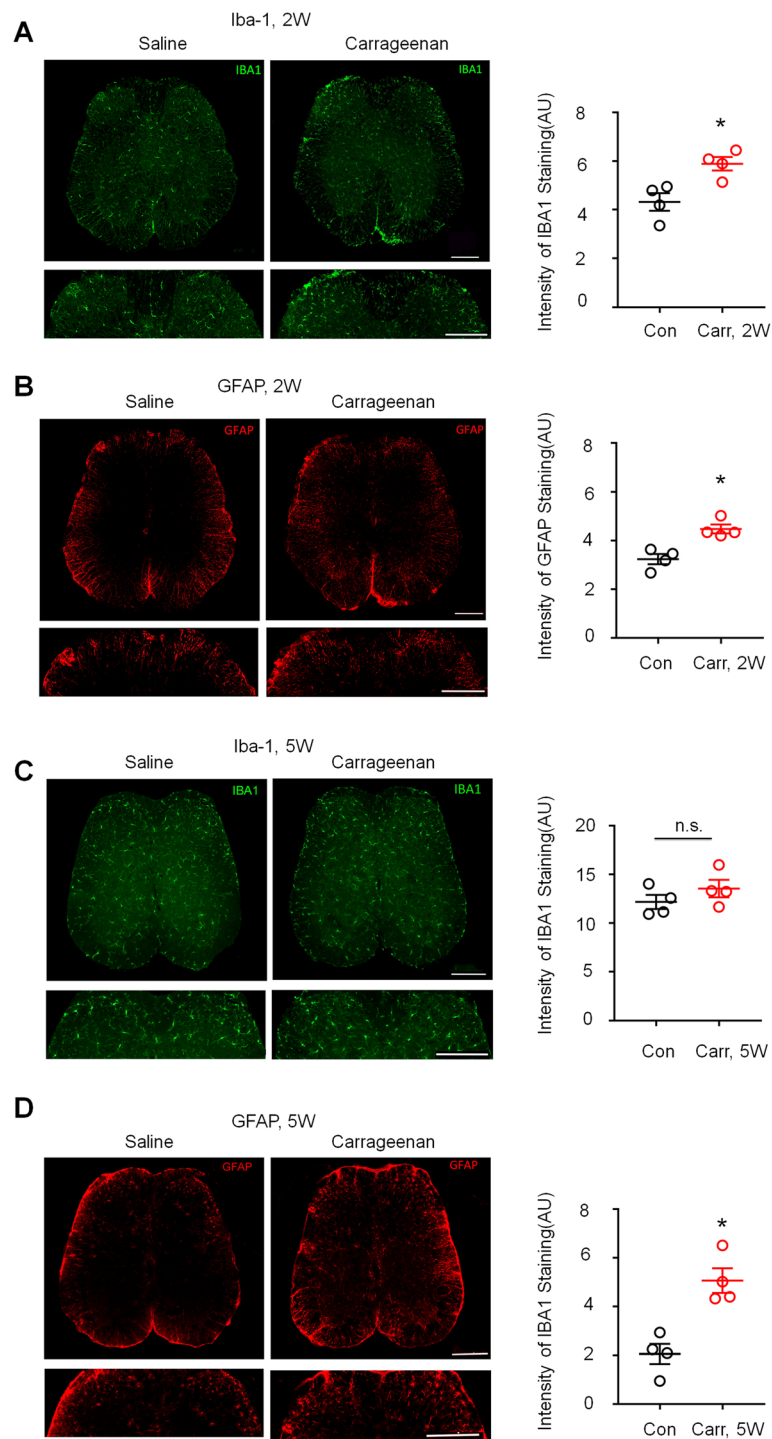 A
Iba-1, 2W
Saline
Carrageenan
IBA1
IBA1
Intensity of IBA1 Staining(AU)
8
6
4
2
0
*
Con
Carr, 2W
B
GFAP, 2W
Saline
Carrageenan
GFAP
GFAP
Intensity of GFAP Staining(AU)
8
6
4
2
0
*
Con
Carr, 2W
C
Iba-1, 5W
Saline
Carrageenan
IBA1
IBA1
Intensity of IBA1 Staining(AU)
20
15
10
5
0
n.s.
Con
Carr, 5W
D
GFAP, 5W
Saline
Carrageenan
GFAP
GFAP
Intensity of IBA1 Staining(AU)
8
6
4
2
0
*
Con
Carr, 5W